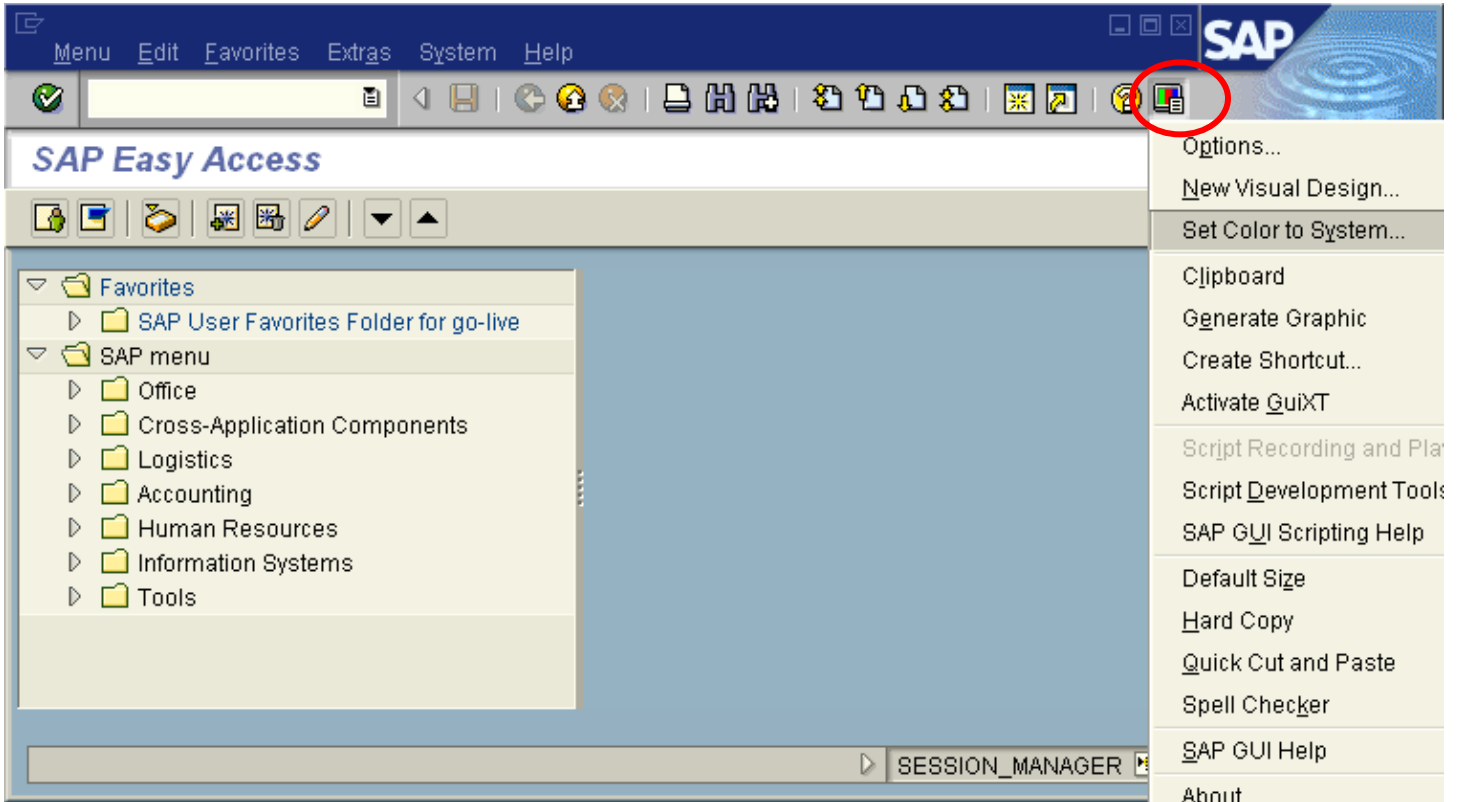 Menu Edit Favorites Extras System Help
SAP
SAP Easy Access
Favorites
SAP User Favorites Folder for go-live
SAP menu
Office
Cross-Application Components
Logistics
Accounting
Human Resources
Information Systems
Tools
SESSION_MANAGER
Options...
New Visual Design...
Set Color to System...
Clipboard
Generate Graphic
Create Shortcut...
Activate GuiXT
Script Recording and Pla
Script Development Tools
SAP GUI Scripting Help
Default Size
Hard Copy
Quick Cut and Paste
Spell Checker
SAP GUI Help
About